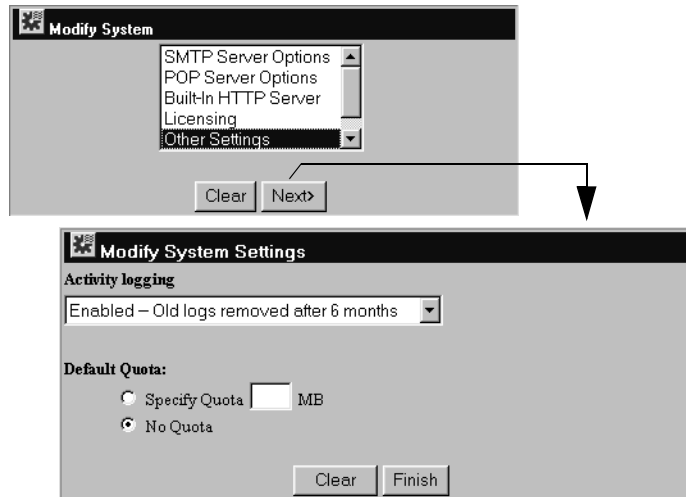 Modify System
SMTP Server Options
POP Server Options
Built-In HTTP Server
Licensing
Other Settings
Clear Next>
Modify System Settings
Activity logging
Enabled – Old logs removed after 6 months
Default Quota:
Specify Quota MB
No Quota
Clear Finish